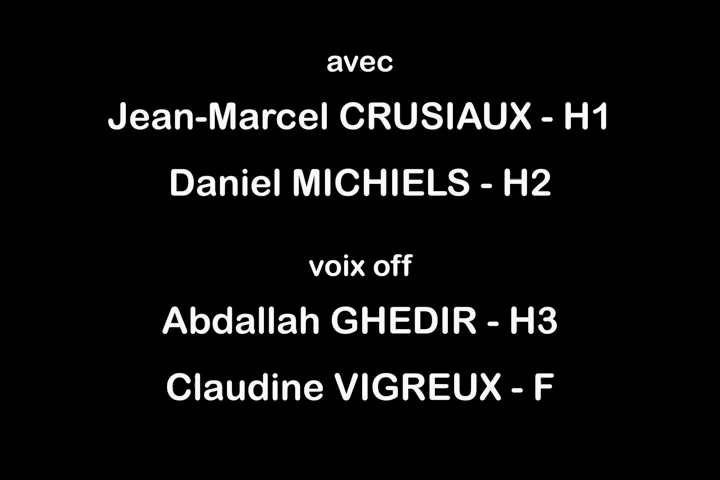 avec
Jean-Marcel CRUSIAUX - H1
Daniel MICHIELS - H2
voix off
Abdallah GHEDIR - H3
Claudine VIGREUX - F